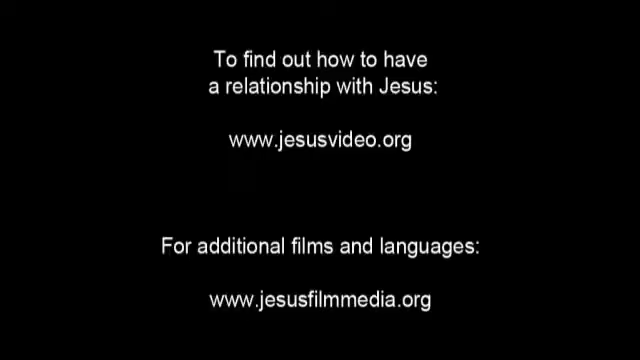 To find out how to have
a relationship with Jesus:
www.jesusvideo.org
For additional films and languages:
www.jesusfilmmedia.org